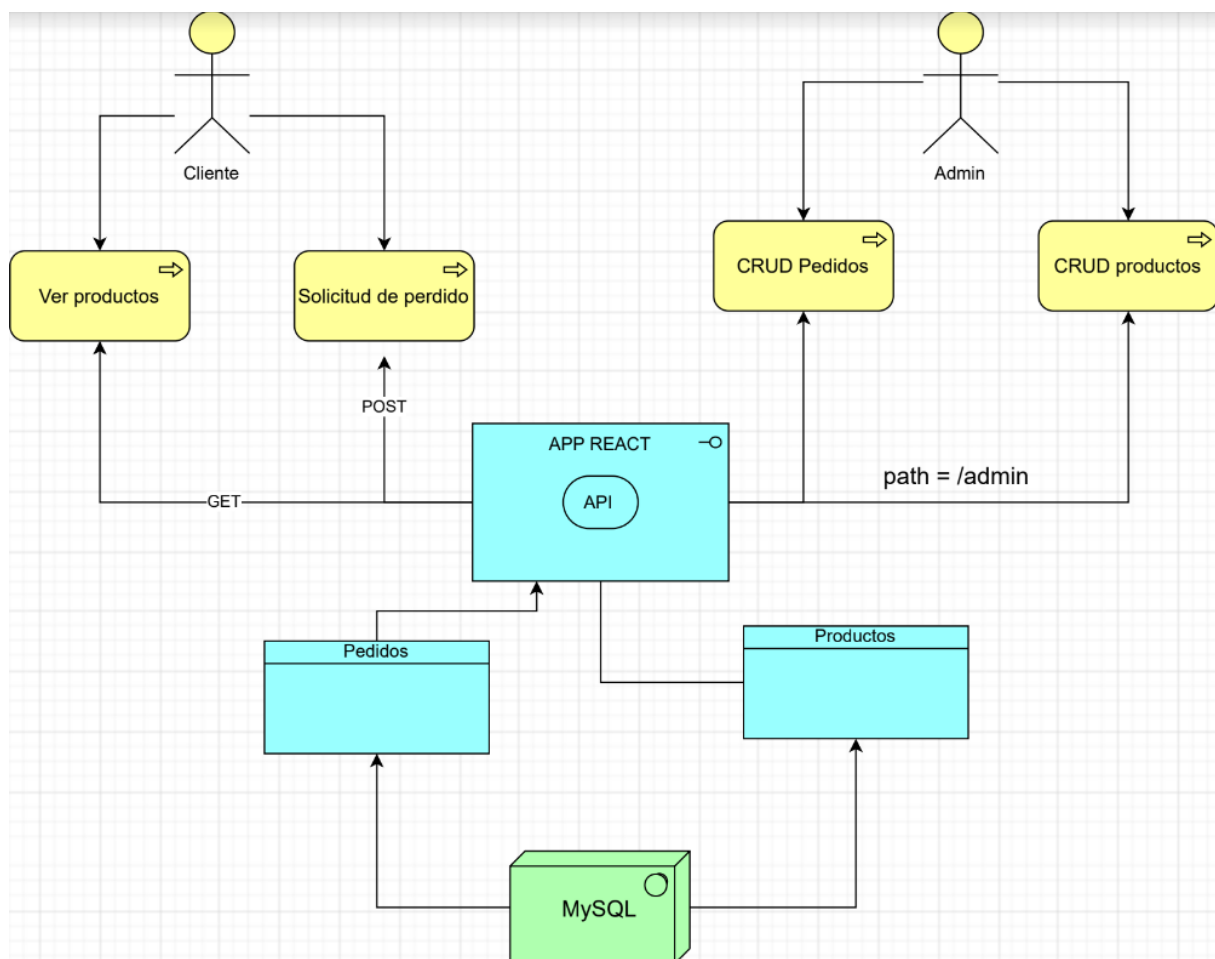 Cliente
Admin
Ver productos
Solicitud de perdido
CRUD Pedidos
CRUD productos
POST
APP REACT
API
GET
path = /admin
Pedidos
Productos
MySQL